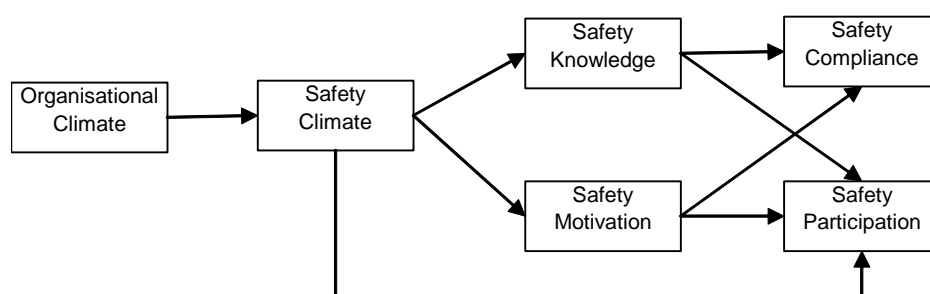 Organisational
Climate
Safety
Climate
Safety
Knowledge
Safety
Motivation
Safety
Compliance
Safety
Participation